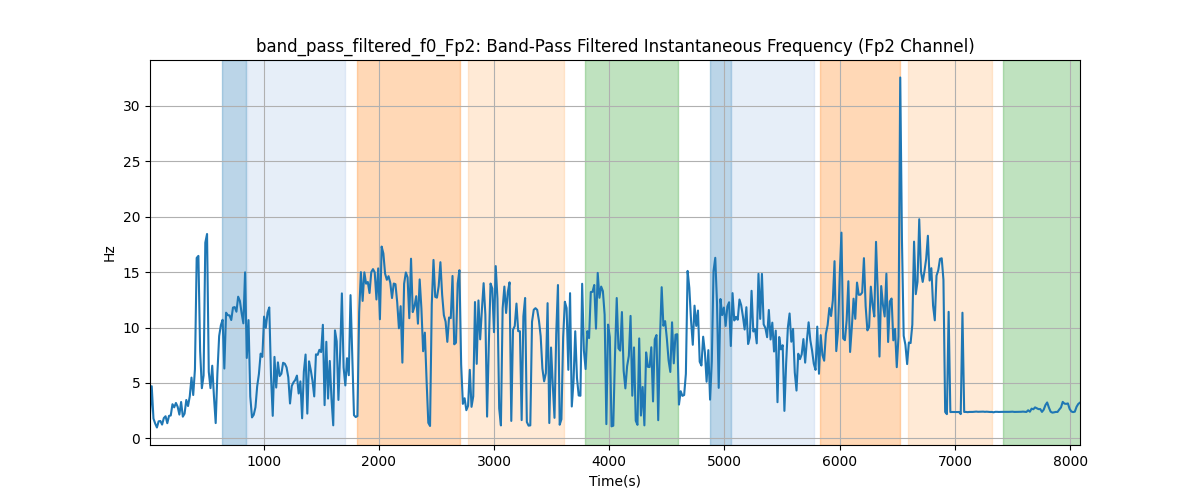 band_pass_filtered_f0_Fp2: Band-Pass Filtered Instantaneous Frequency (Fp2 Channel)
30
25
20
15
10
5
0
Hz
1000 2000 3000 4000 5000 6000 7000 8000
Time(s)